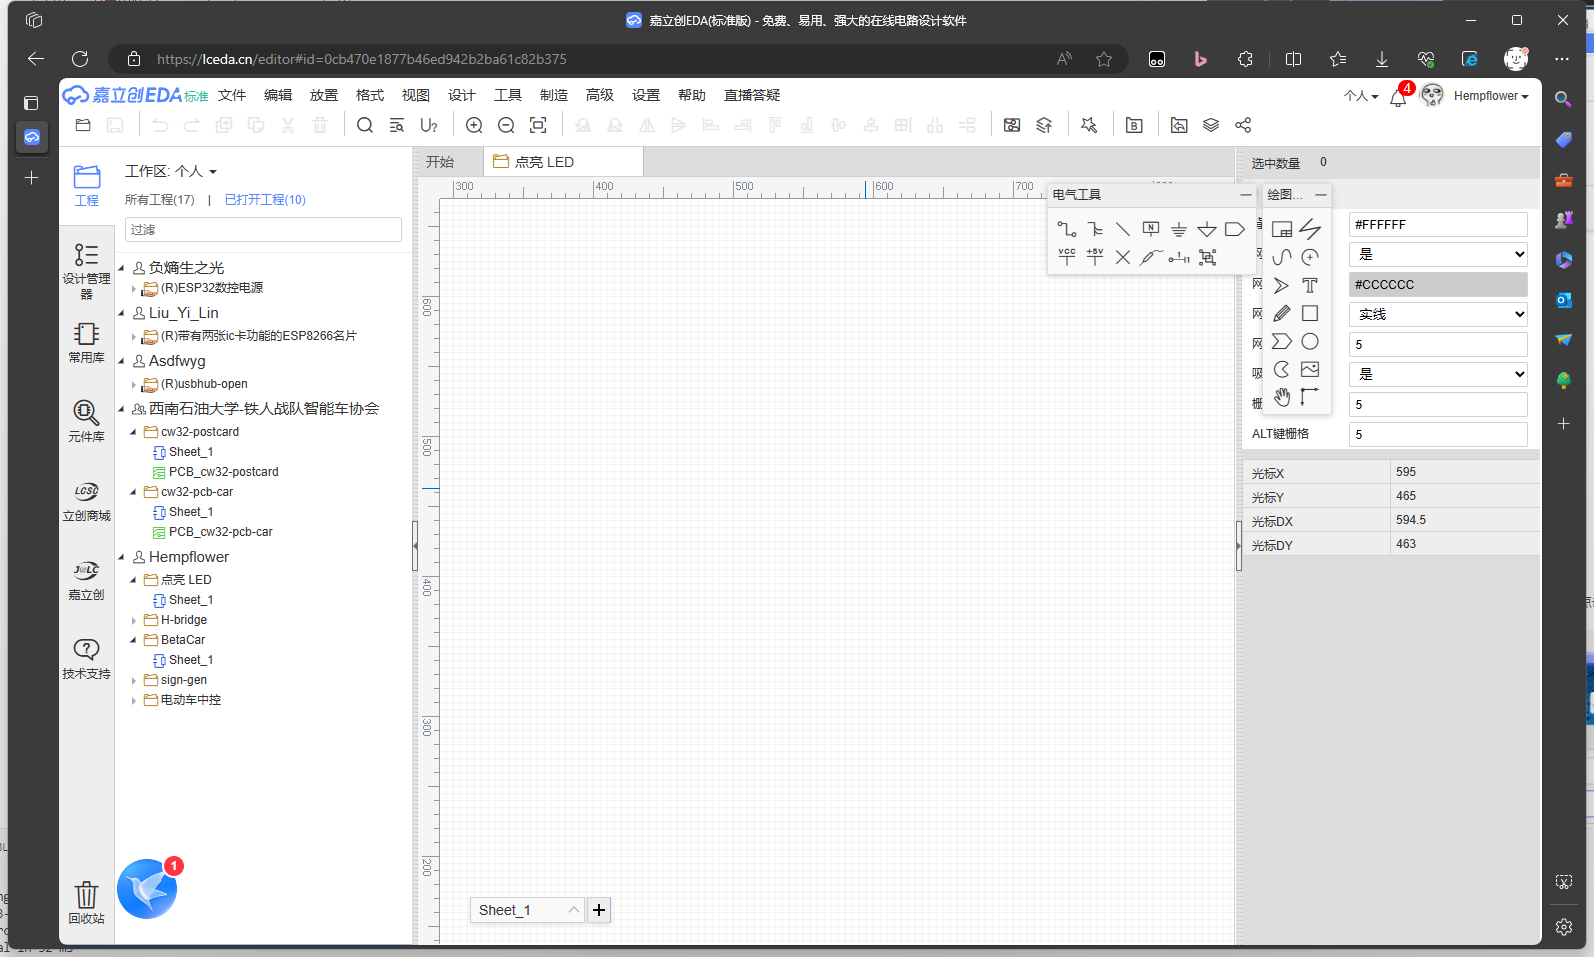 嘉立创EDA(标准版) - 免费、易用、强大的在线电路设计软件
https://lceda.cn/editor#id=0cb470e1877b46ed942b2ba61c82b375
嘉立创EDA标准 文件 编辑 放置 格式 视图 设计 工具 制造 高级 设置 帮助 直播答疑
个人 4 Hempflower
工程
设计管理器
常用库
元件库
LCSC
立创商城
嘉立创
技术支持
回收站
1
工作区: 个人
所有工程(17) | 已打开工程(10)
过滤
负熵生之光
(R)ESP32数控电源
Liu_Yi_Lin
(R)带有两张ic卡功能的ESP8266名片
Asdfwyg
(R)usbhub-open
西南石油大学-铁人战队智能车协会
cw32-postcard
Sheet_1
PCB_cw32-postcard
cw32-pcb-car
Sheet_1
PCB_cw32-pcb-car
Hempflower
点亮 LED
Sheet_1
H-bridge
BetaCar
Sheet_1
sign-gen
电动车中控
开始
点亮 LED
300 400 500 600 700
600
500
400
300
200
电气工具
VCC +5V
绘图...
Sheet_1
选中数量 0
#FFFFFF
是
#CCCCCC
实线
5
是
5
ALT键栅格 5
光标X 595
光标Y 465
光标DX 594.5
光标DY 463